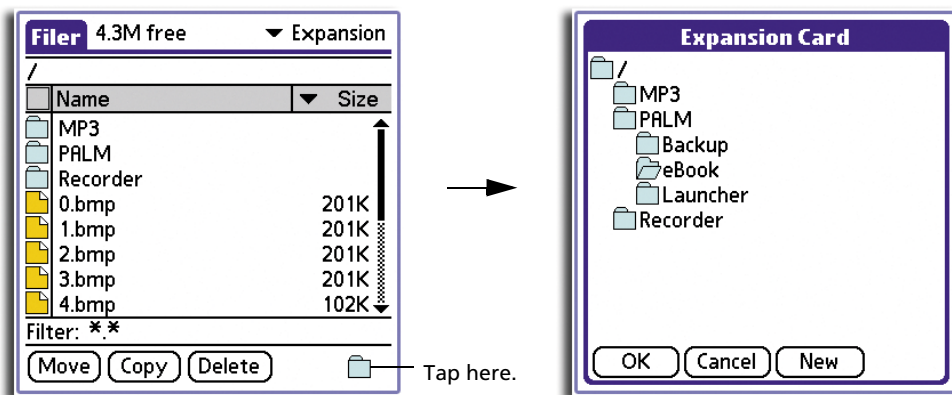 Filer 4.3M free Expansion
/
Name Size
MP3
PALM
Recorder
0.bmp 201K
1.bmp 201K
2.bmp 201K
3.bmp 201K
4.bmp 102K
Filter: *.*
Move Copy Delete
Tap here.
Expansion Card
/
MP3
PALM
Backup
eBook
Launcher
Recorder
OK Cancel New